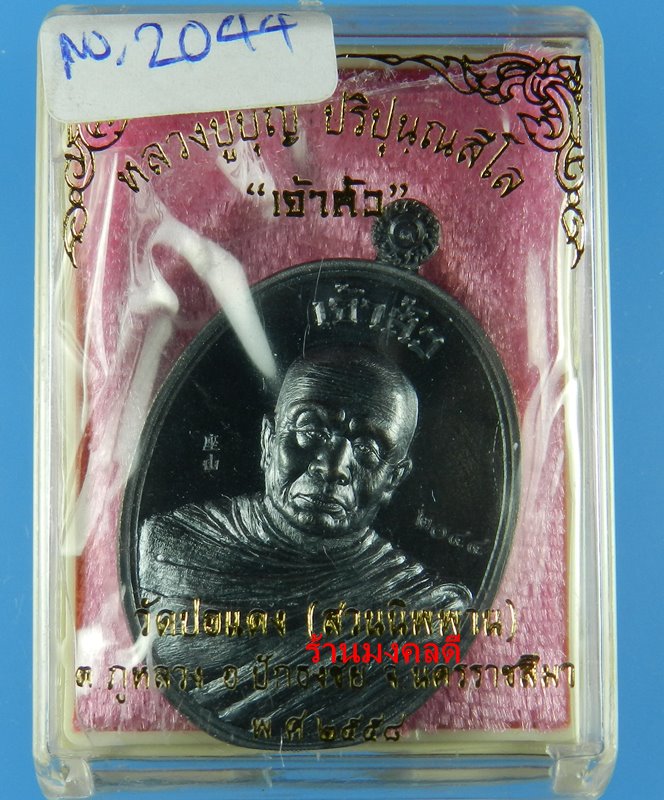 NO. 2044
หลวงปู่บุญ ปริปุนฺณสีโล
“เจ้าสัว”
เจ้าสัว
๒๐๔๔
วัดปอแดง (สวนนิพพาน)
ร้านมงคลดี
ต ภูหลวง อ ปักธงชัย จ นครราชสีมา
พ ศ ๒๕๕๘